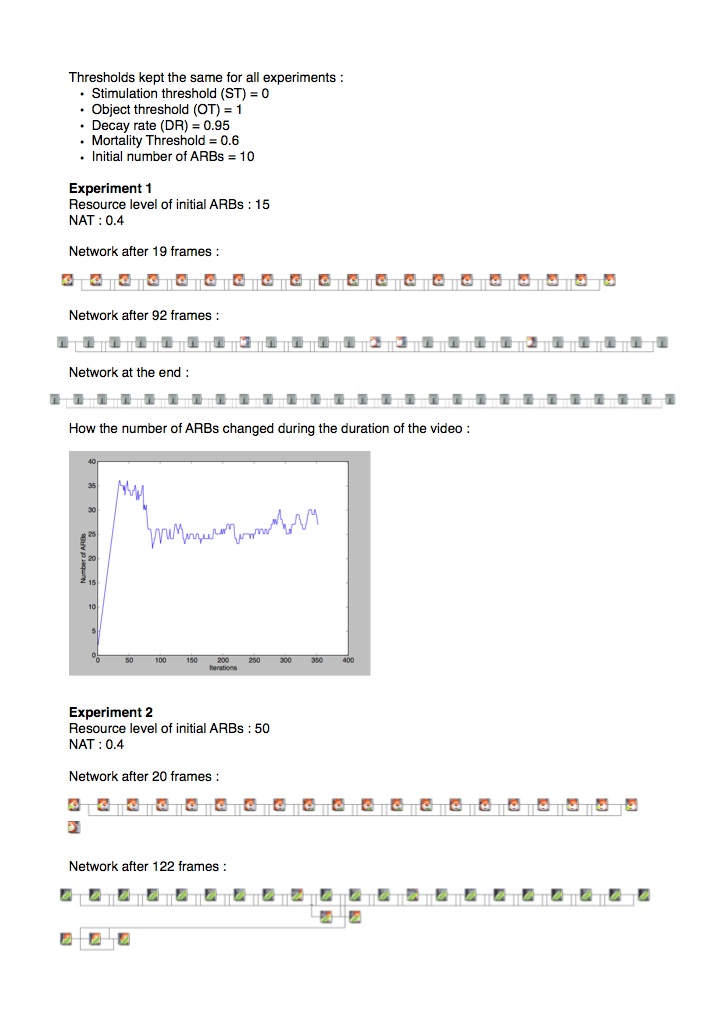 Thresholds kept the same for all experiments :
• Stimulation threshold (ST) = 0
• Object threshold (OT) = 1
• Decay rate (DR) = 0.95
• Mortality Threshold = 0.6
• Initial number of ARBs = 10
Experiment 1
Resource level of initial ARBs : 15
NAT : 0.4
Network after 19 frames :
Network after 92 frames :
Network at the end :
How the number of ARBs changed during the duration of the video :
40
35
30
25
20
15
10
5
0
Number of ARBs
0 50 100 150 200 250 300 350 400
Iterations
Experiment 2
Resource level of initial ARBs : 50
NAT : 0.4
Network after 20 frames :
Network after 122 frames :